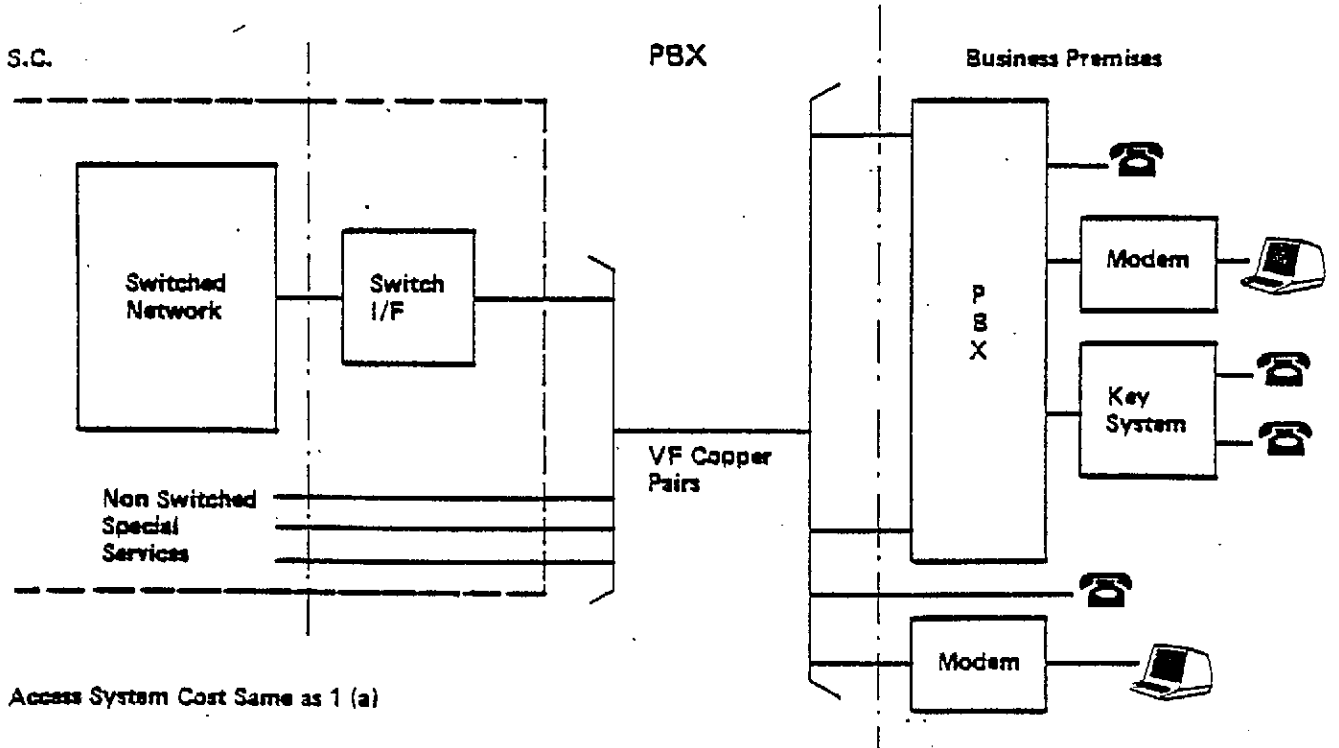 S.C.
PBX
Business Premises
Switched
Network
Switch
I/F
P
B
X
Modem
Key
System
VF Copper
Pairs
Non Switched
Special
Services
Modem
Access System Cost Same as 1 (a)